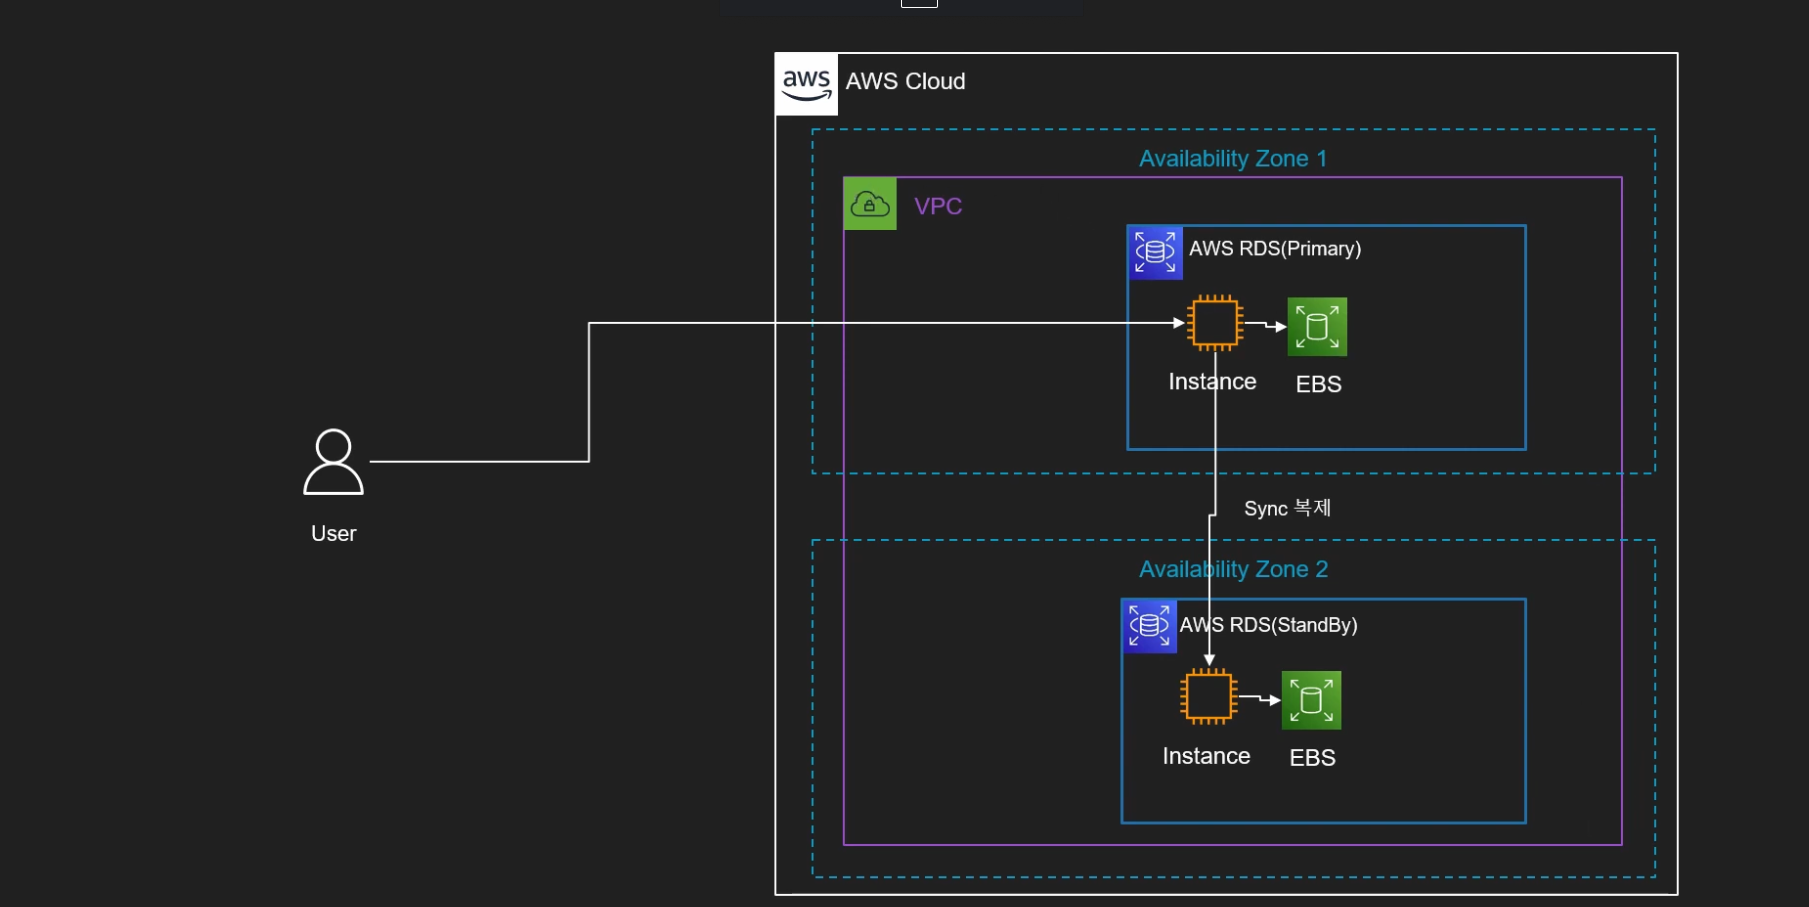 aws
AWS Cloud
Availability Zone 1
VPC
AWS RDS(Primary)
Instance
EBS
User
Sync 복제
Availability Zone 2
AWS RDS(StandBy)
Instance
EBS